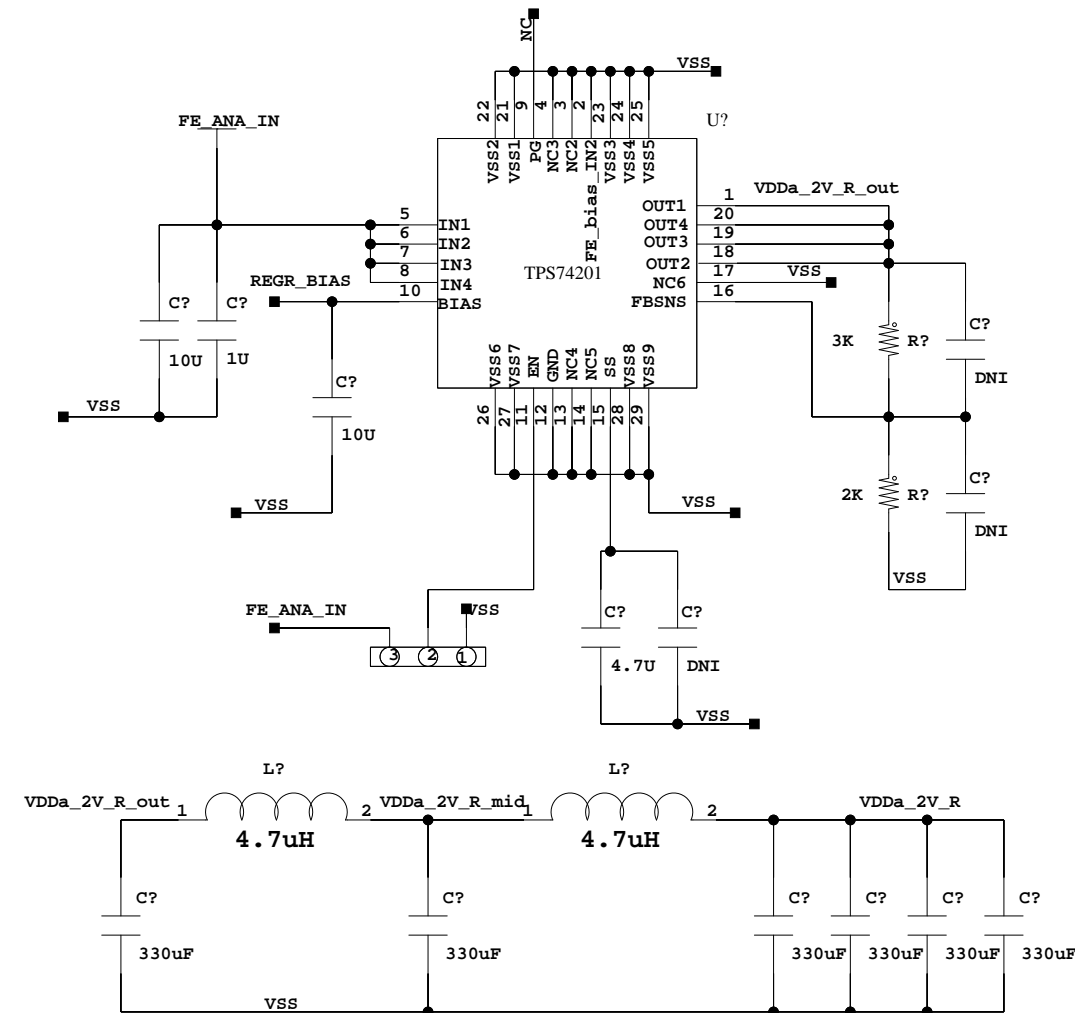 NC
VSS
22
21
9
4
3
2
23
24
25
U?
FE_ANA_IN
VSS2
VSS1
PG
NC3
NC2
FE_bias_IN2
VSS3
VSS4
VSS5
5
IN1
6
IN2
7
IN3
8
IN4
10
BIAS
TPS74201
OUT1
1
VDDa_2V_R_out
OUT4
20
OUT3
19
OUT2
18
NC6
17
VSS
FBSNS
16
REGR_BIAS
C?
10U
C?
1U
VSS
C?
10U
VSS
3K
R?
C?
DNI
2K
R?
C?
DNI
VSS
VSS6
VSS7
EN
GND
NC4
NC5
SS
VSS8
VSS9
26
27
11
12
13
14
15
28
29
VSS
FE_ANA_IN
VSS
3
2
1
C?
4.7U
C?
DNI
VSS
L?
L?
VDDa_2V_R_out
1
2
VDDa_2V_R_mid
1
2
VDDa_2V_R
4.7uH
4.7uH
C?
C?
C?
C?
C?
C?
330uF
330uF
330uF
330uF
330uF
330uF
VSS